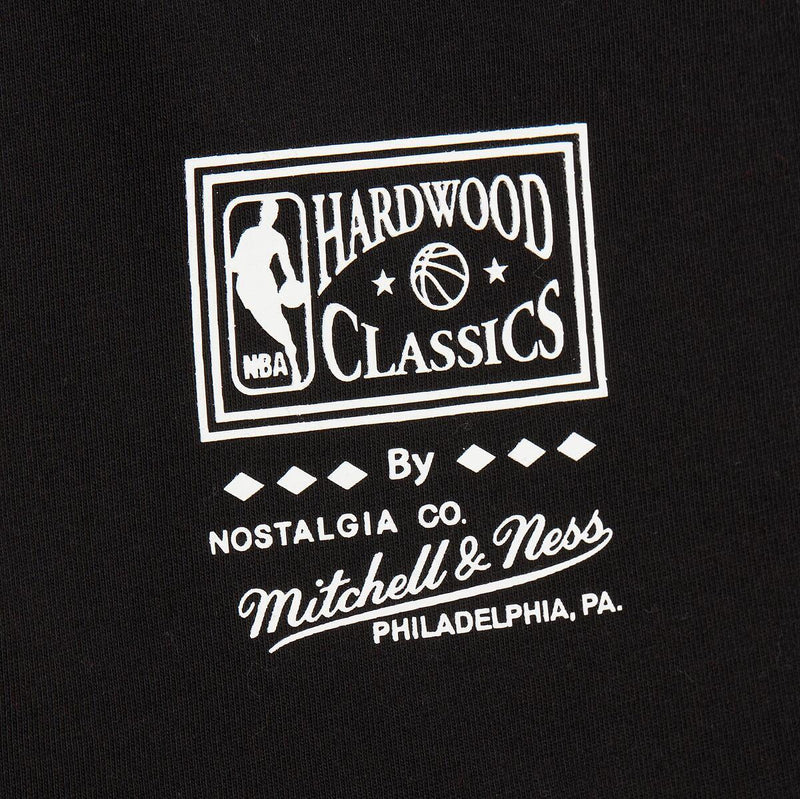 HARDWOOD
CLASSICS
NBA
By
NOSTALGIA CO.
Mitchell & Ness
PHILADELPHIA, PA.